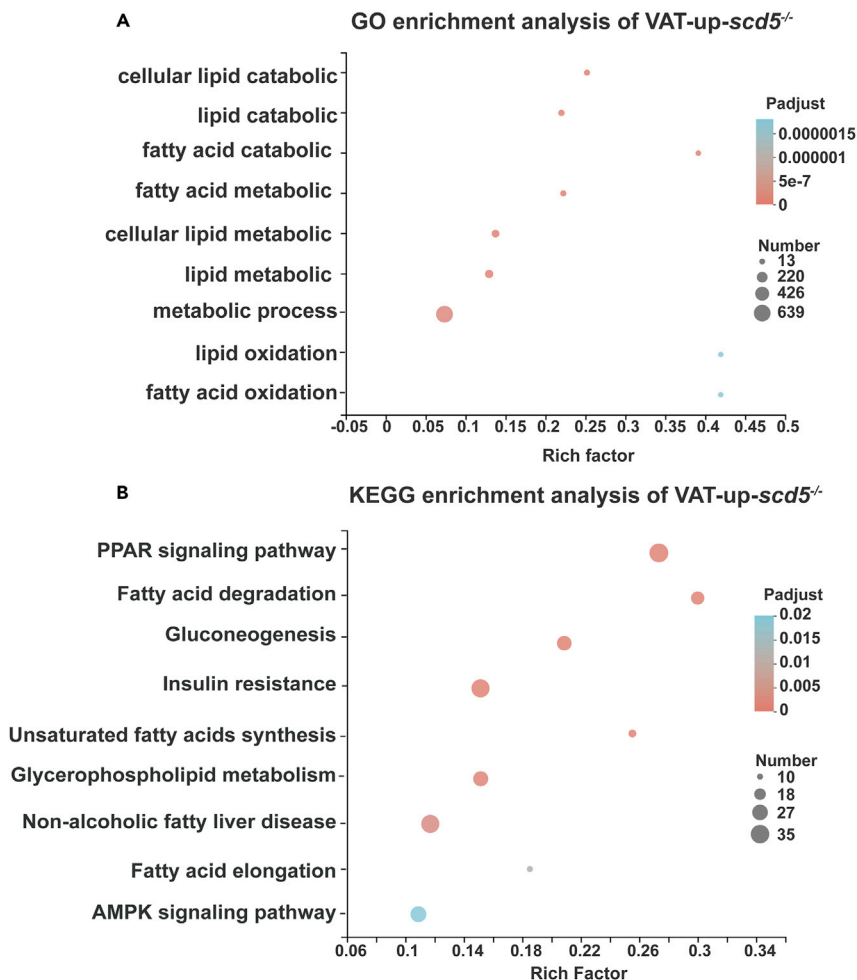 A
GO enrichment analysis of VAT-up-scd5-/-
cellular lipid catabolic
lipid catabolic
fatty acid catabolic
fatty acid metabolic
cellular lipid metabolic
lipid metabolic
metabolic process
lipid oxidation
fatty acid oxidation
-0.05 0 0.05 0.1 0.15 0.2 0.25 0.3 0.35 0.4 0.45 0.5
Rich factor
Padjust
0.0000015
0.000001
5e-7
0
Number
13
220
426
639
B
KEGG enrichment analysis of VAT-up-scd5-/-
PPAR signaling pathway
Fatty acid degradation
Gluconeogenesis
Insulin resistance
Unsaturated fatty acids synthesis
Glycerophospholipid metabolism
Non-alcoholic fatty liver disease
Fatty acid elongation
AMPK signaling pathway
0.06 0.1 0.14 0.18 0.22 0.26 0.3 0.34
Rich Factor
Padjust
0.02
0.015
0.01
0.005
0
Number
10
18
27
35